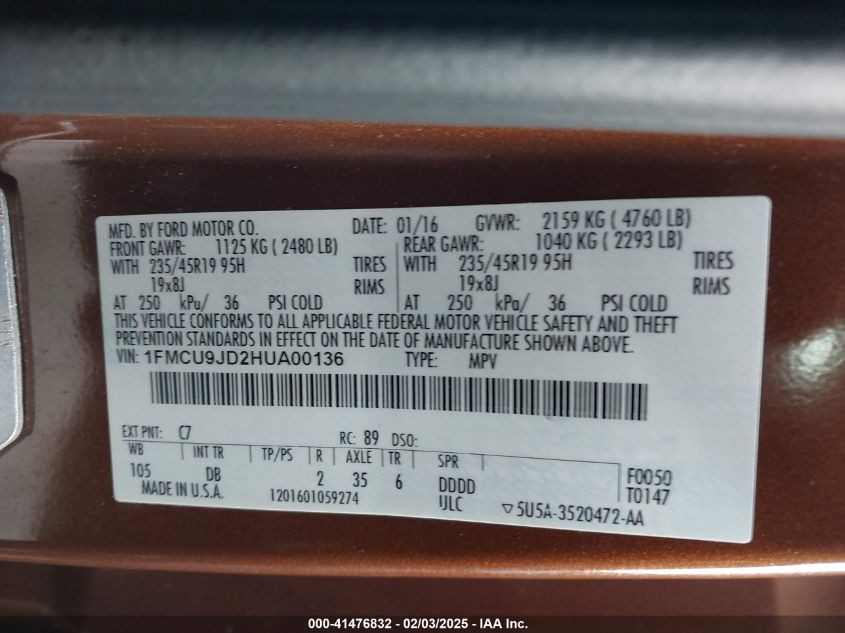 MFD. BY FORD MOTOR CO. DATE: 01/16 GVWR: 2159 KG ( 4760 LB)
FRONT GAWR: 1125 KG ( 2480 LB) REAR GAWR: 1040 KG ( 2293 LB)
WITH 235/45R19 95H TIRES WITH 235/45R19 95H TIRES
19x8J RIMS 19x8J RIMS
AT 250 kPa/ 36 PSI COLD AT 250 kPa/ 36 PSI COLD
THIS VEHICLE CONFORMS TO ALL APPLICABLE FEDERAL MOTOR VEHICLE SAFETY AND THEFT
PREVENTION STANDARDS IN EFFECT ON THE DATE OF MANUFACTURE SHOWN ABOVE.
VIN: 1FMCU9JD2HUA00136 TYPE: MPV
EXT PNT: C7 RC: 89 DSO:
WB INT TR TP/PS R AXLE TR SPR
105 DB 2 35 6 DDDD F0050
MADE IN U.S.A. 1201601059274 UJLC T0147
▽5U5A-3520472-AA
000-41476832 - 02/03/2025 - IAA Inc.